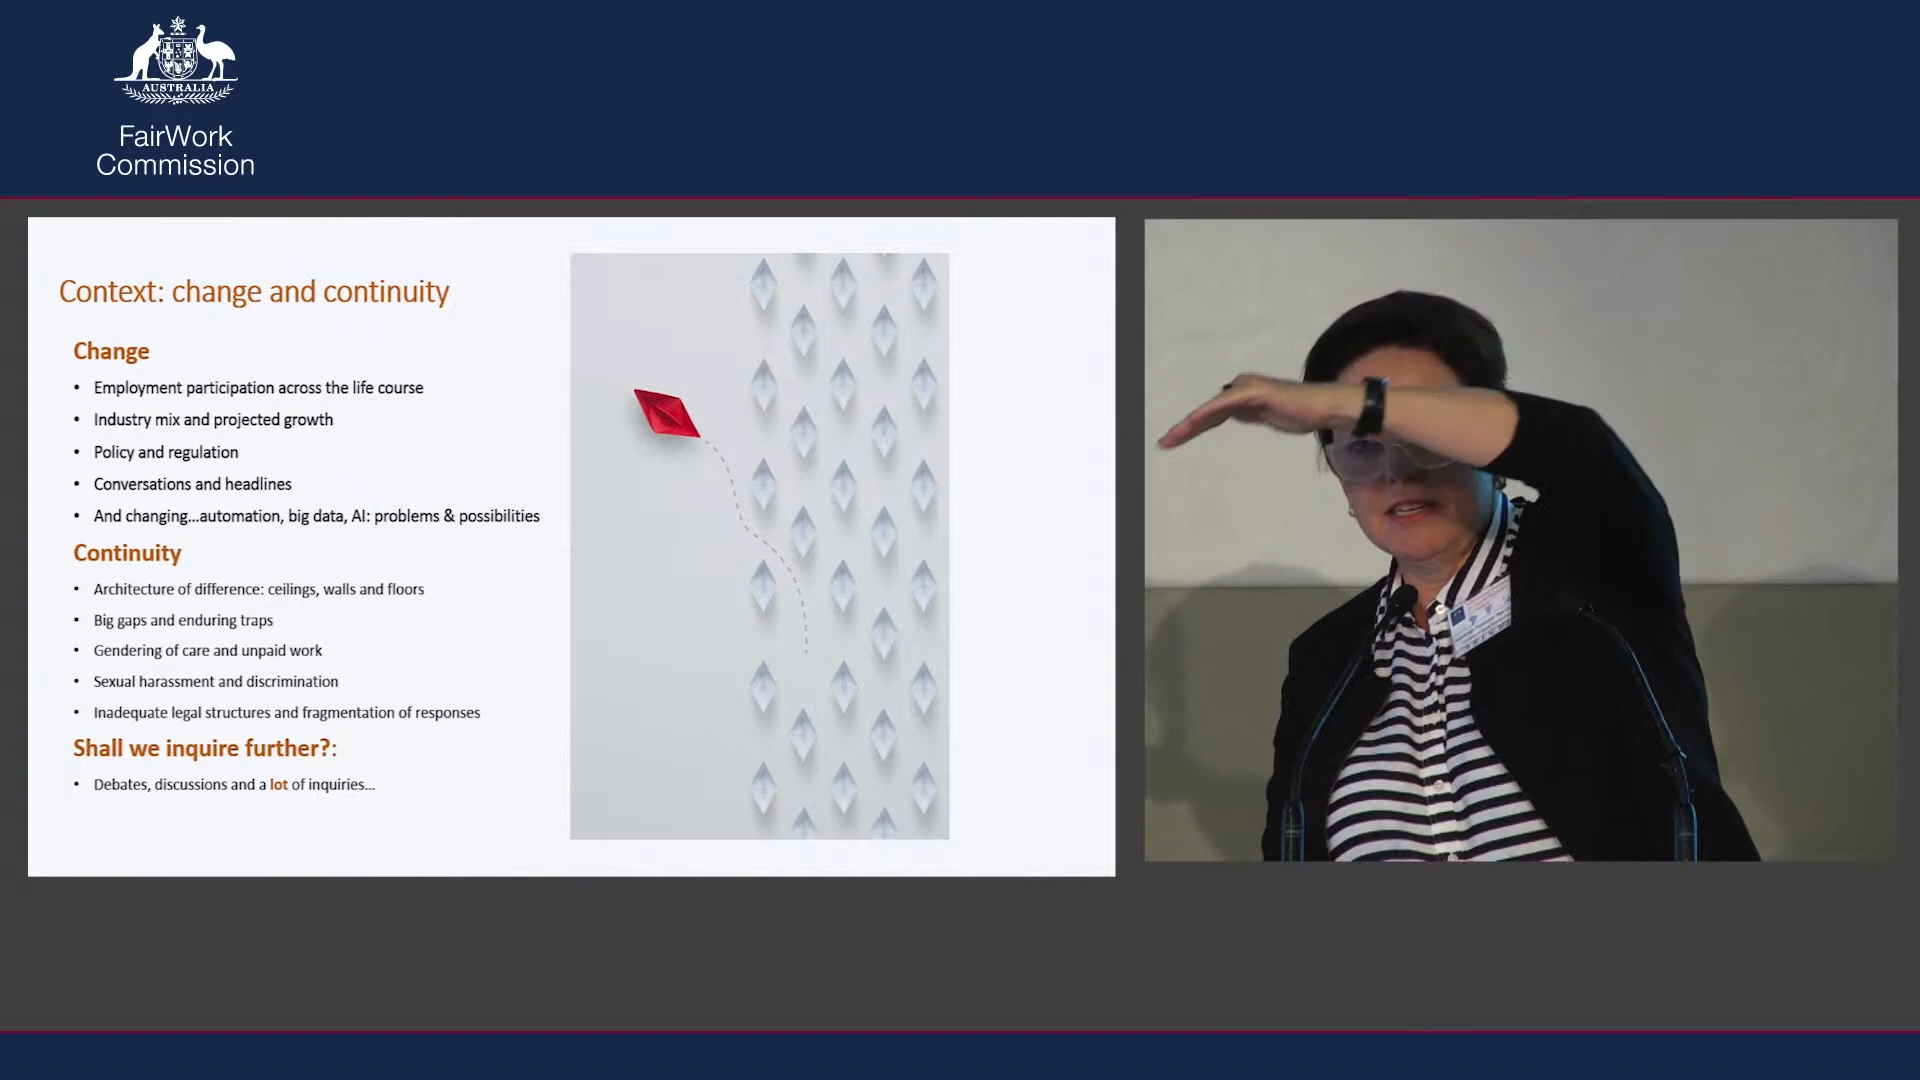 AUSTRALIA
FairWork
Commission
Context: change and continuity
Change
• Employment participation across the life course
• Industry mix and projected growth
• Policy and regulation
• Conversations and headlines
• And changing...automation, big data, AI: problems & possibilities
Continuity
• Architecture of difference: ceilings, walls and floors
• Big gaps and enduring traps
• Gendering of care and unpaid work
• Sexual harassment and discrimination
• Inadequate legal structures and fragmentation of responses
Shall we inquire further?:
• Debates, discussions and a lot of inquiries...